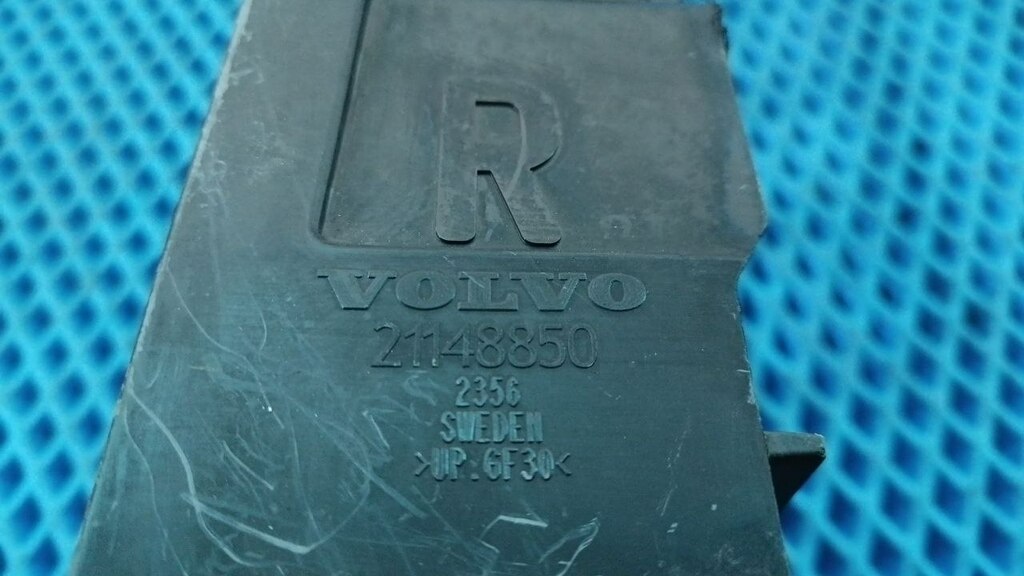 R
VOLVO
21148850
2356
SWEDEN
>UP.GF30<